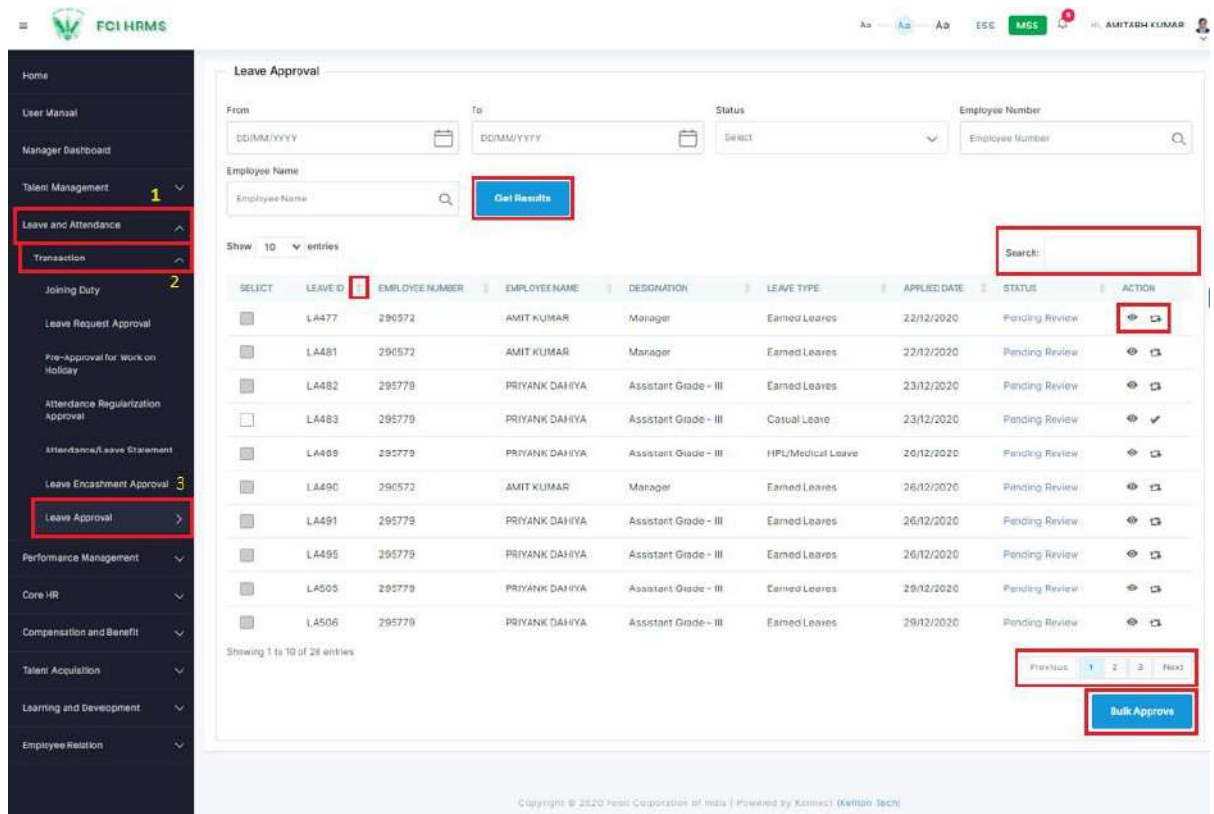 FCI HRMS
Aa Aa Aa ESS MSS Hi, AMITABH KUMAR
Home
User Manual
Manager Dashboard
Talent Management
1
Leave and Attendance
Transaction
2
Joining Duty
Leave Request Approval
Pre-Approval for Work on
Holiday
Attendance Regularization
Approval
Attendance/Leave Statement
Leave Encashment Approval 3
Leave Approval
Performance Management
Core HR
Compensation and Benefit
Talent Acquisition
Learning and Development
Employee Relation
Leave Approval
From To Status Employee Number
DD/MM/YYYY DD/MM/YYYY Select Employee Number
Employee Name
Employee Name Get Results
Show 10 entries Search:
SELECT LEAVE ID EMPLOYEE NUMBER EMPLOYEE NAME DESIGNATION LEAVE TYPE APPLIED DATE STATUS ACTION
LA477 290572 AMIT KUMAR Manager Earned Leaves 22/12/2020 Pending Review
LA481 290572 AMIT KUMAR Manager Earned Leaves 22/12/2020 Pending Review
LA482 295779 PRIYANK DAHIYA Assistant Grade - III Earned Leaves 23/12/2020 Pending Review
LA483 295779 PRIYANK DAHIYA Assistant Grade - III Casual Leave 23/12/2020 Pending Review
295779 PRIYANK DAHIYA Assistant Grade - III HPL/Medical Leave 26/12/2020 Pending Review
LA490 290572 AMIT KUMAR Manager Earned Leaves 26/12/2020 Pending Review
LA491 295779 PRIYANK DAHIYA Assistant Grade - III Earned Leaves 26/12/2020 Pending Review
LA495 295779 PRIYANK DAHIYA Assistant Grade - III Earned Leaves 26/12/2020 Pending Review
LA505 295779 PRIYANK DAHIYA Assistant Grade - III Earned Leaves 29/12/2020 Pending Review
LA506 295779 PRIYANK DAHIYA Assistant Grade - III Earned Leaves 29/12/2020 Pending Review
Showing 1 to 10 of 28 entries
Previous 1 2 3 Next
Bulk Approve
Copyright © 2020 Food Corporation of India | Powered by Konnect (Kellton Tech)